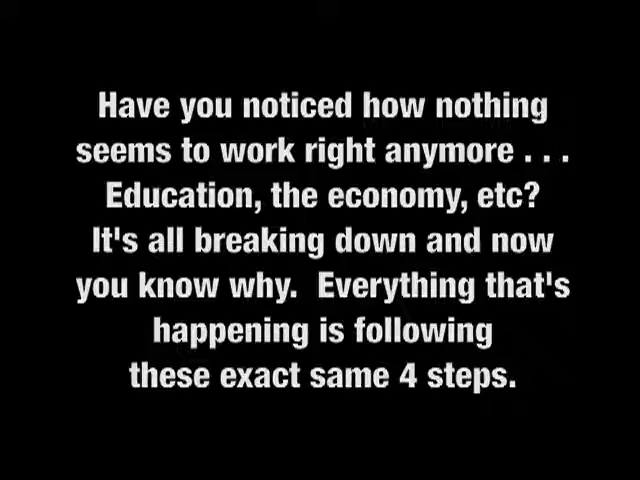 Have you noticed how nothing
seems to work right anymore . . .
Education, the economy, etc?
It's all breaking down and now
you know why.  Everything that's
happening is following
these exact same 4 steps.